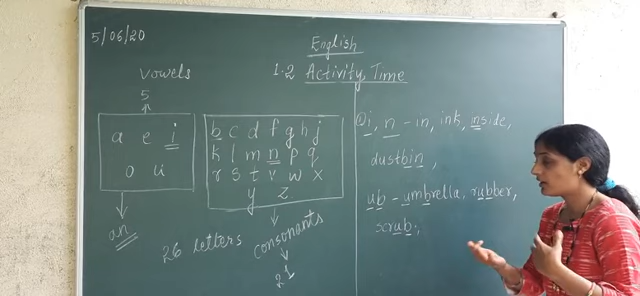 5/06/20
English
1.2 Activity Time
Vowels
5
a e i
o u
an
b c d f g h j
k l m n p q
r s t v w x
y z
26 letters
consonants
21
i, n - in, ink, inside,
dustbin,
ub - umbrella, rubber,
scrub.